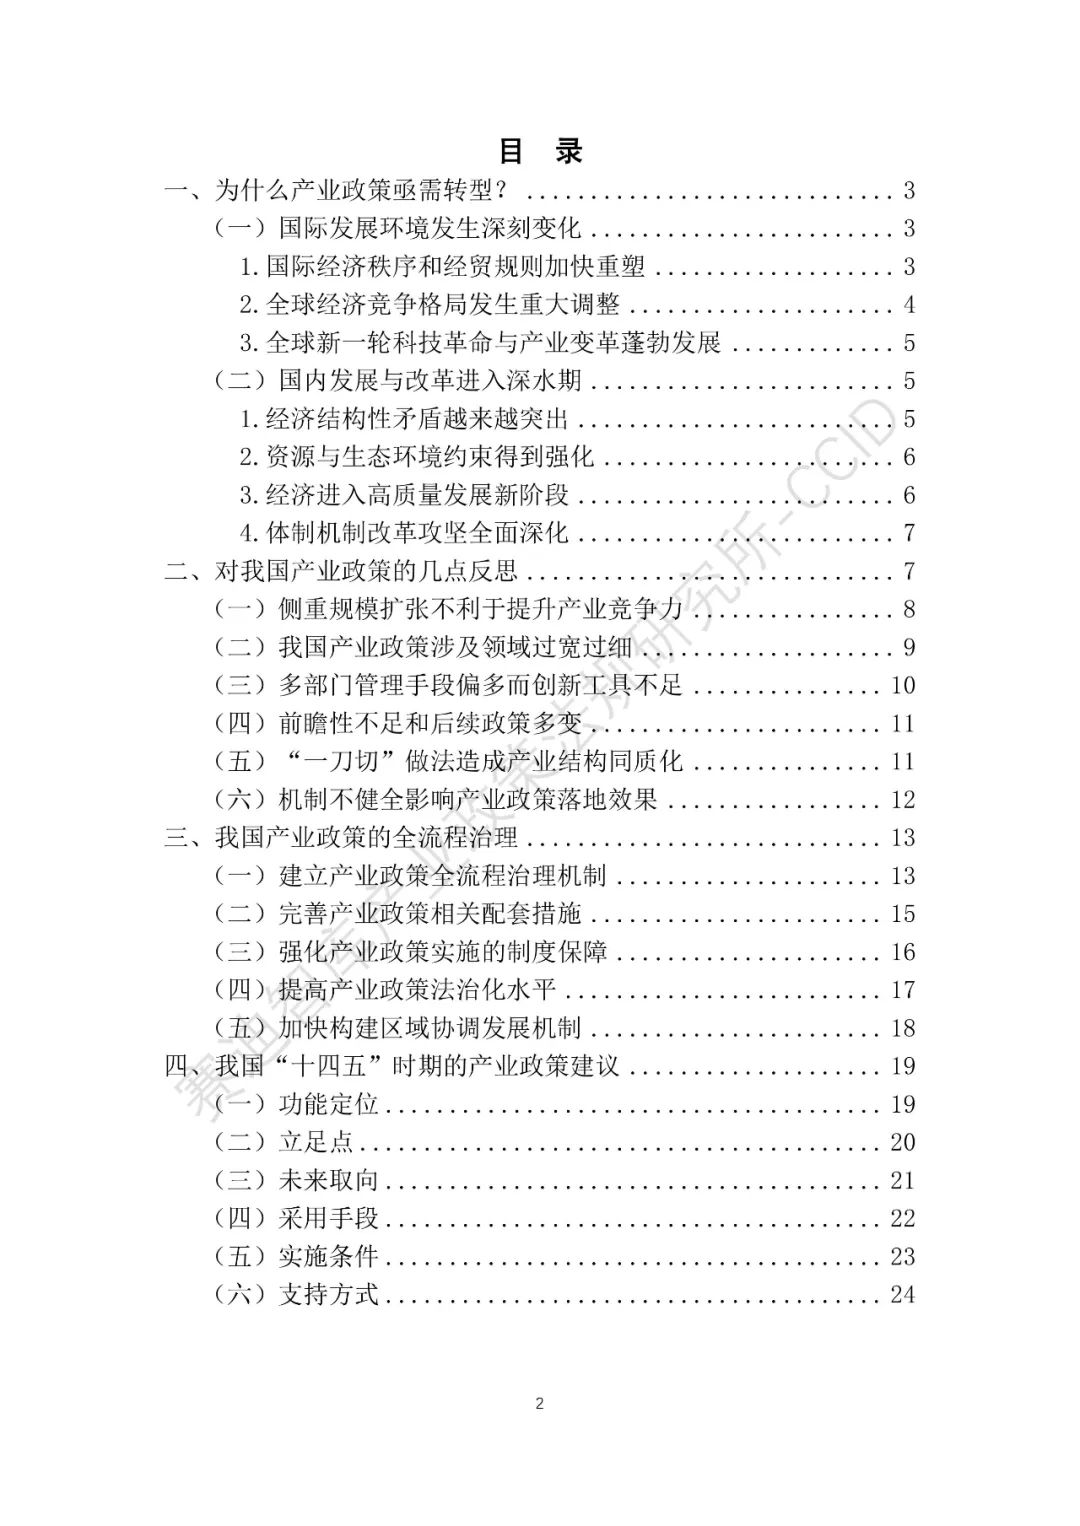 目 录
一、为什么产业政策亟需转型？ ............................. 3
（一）国际发展环境发生深刻变化 ........................ 3
1.国际经济秩序和经贸规则加快重塑 ................... 3
2.全球经济竞争格局发生重大调整 ..................... 4
3.全球新一轮科技革命与产业变革蓬勃发展 ............. 5
（二）国内发展与改革进入深水期 ........................ 5
1.经济结构性矛盾越来越突出 ......................... 5
2.资源与生态环境约束得到强化 ....................... 6
3.经济进入高质量发展新阶段 ......................... 6
4.体制机制改革攻坚全面深化 ......................... 7
二、对我国产业政策的几点反思 ............................. 7
（一）侧重规模扩张不利于提升产业竞争力 ................ 8
（二）我国产业政策涉及领域过宽过细 .................... 9
（三）多部门管理手段偏多而创新工具不足 ............... 10
（四）前瞻性不足和后续政策多变 ....................... 11
（五）“一刀切”做法造成产业结构同质化 ............... 11
（六）机制不健全影响产业政策落地效果 ................. 12
三、我国产业政策的全流程治理 ............................ 13
（一）建立产业政策全流程治理机制 ..................... 13
（二）完善产业政策相关配套措施 ....................... 15
（三）强化产业政策实施的制度保障 ..................... 16
（四）提高产业政策法治化水平 ......................... 17
（五）加快构建区域协调发展机制 ....................... 18
四、我国“十四五”时期的产业政策建议 .................... 19
（一）功能定位 ....................................... 19
（二）立足点 ......................................... 20
（三）未来取向 ....................................... 21
（四）采用手段 ....................................... 22
（五）实施条件 ....................................... 23
（六）支持方式 ....................................... 24
赛迪智库产业政策法规研究所-CCID
2